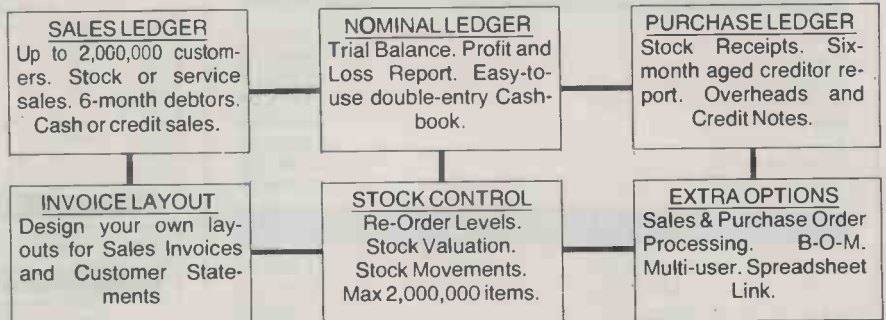 SALES LEDGER
Up to 2,000,000 custom-
ers. Stock or service
sales. 6-month debtors.
Cash or credit sales.
NOMINAL LEDGER
Trial Balance. Profit and
Loss Report. Easy-to-
use double-entry Cash-
book.
PURCHASE LEDGER
Stock Receipts. Six-
month aged creditor re-
port. Overheads and
Credit Notes.
INVOICE LAYOUT
Design your own lay-
outs for Sales Invoices
and Customer State-
ments
STOCK CONTROL
Re-Order Levels.
Stock Valuation.
Stock Movements.
Max 2,000,000 items.
EXTRA OPTIONS
Sales & Purchase Order
Processing. B-O-M.
Multi-user. Spreadsheet
Link.